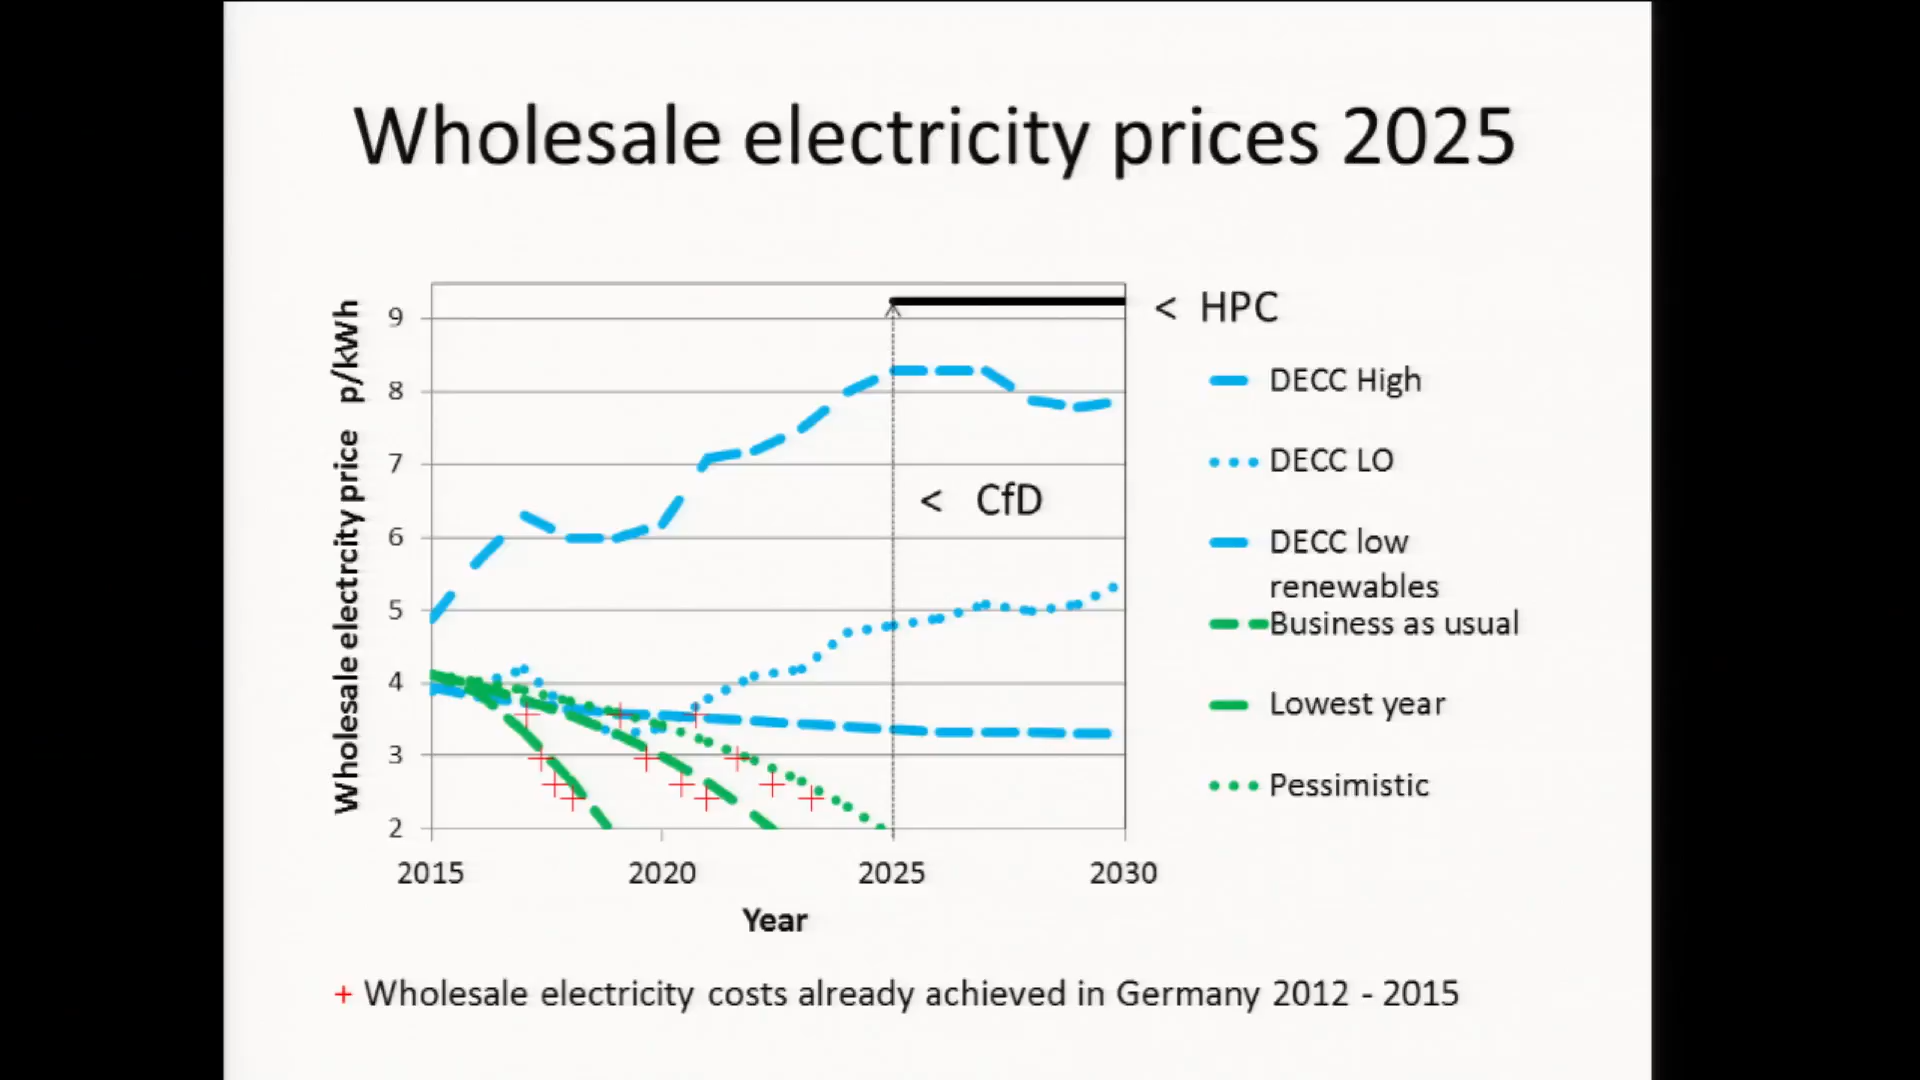 Wholesale electricity prices 2025
Wholesale electrcity price p/kWh
9
8
7
6
5
4
3
2
2015 2020 2025 2030
Year
< HPC
< CfD
DECC High
DECC LO
DECC low
renewables
Business as usual
Lowest year
Pessimistic
+ Wholesale electricity costs already achieved in Germany 2012 - 2015